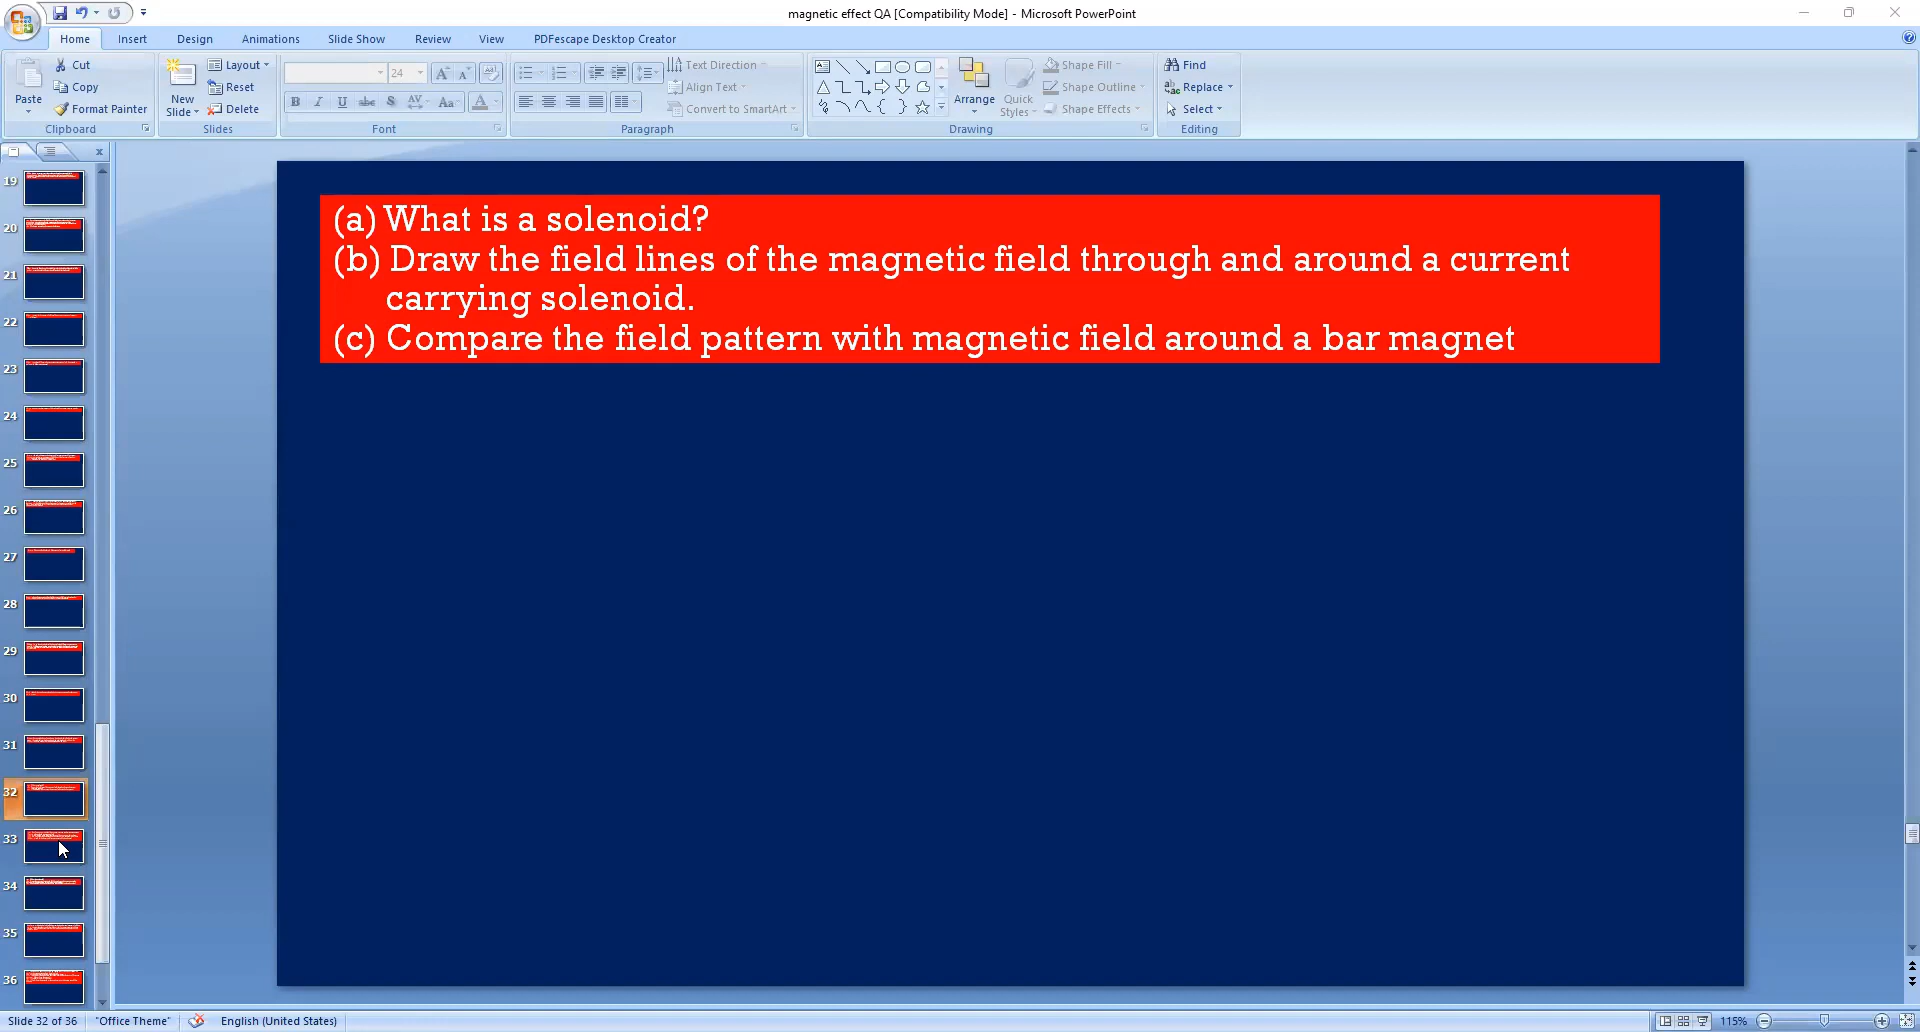 magnetic effect QA [Compatibility Mode] - Microsoft PowerPoint
Home Insert Design Animations Slide Show Review View PDFescape Desktop Creator
Paste
Cut
Copy
Format Painter
Clipboard
New
Slide
Layout
Reset
Delete
Slides
24
B I U abc S AV Aa A
Font
Text Direction
Align Text
Convert to SmartArt
Paragraph
Arrange
Quick
Styles
Shape Fill
Shape Outline
Shape Effects
Drawing
Find
Replace
Select
Editing
19
20
21
22
23
24
25
26
27
28
29
30
31
32
33
34
35
36
(a) What is a solenoid?
(b) Draw the field lines of the magnetic field through and around a current
carrying solenoid.
(c) Compare the field pattern with magnetic field around a bar magnet
Slide 32 of 36 "Office Theme" English (United States) 115%